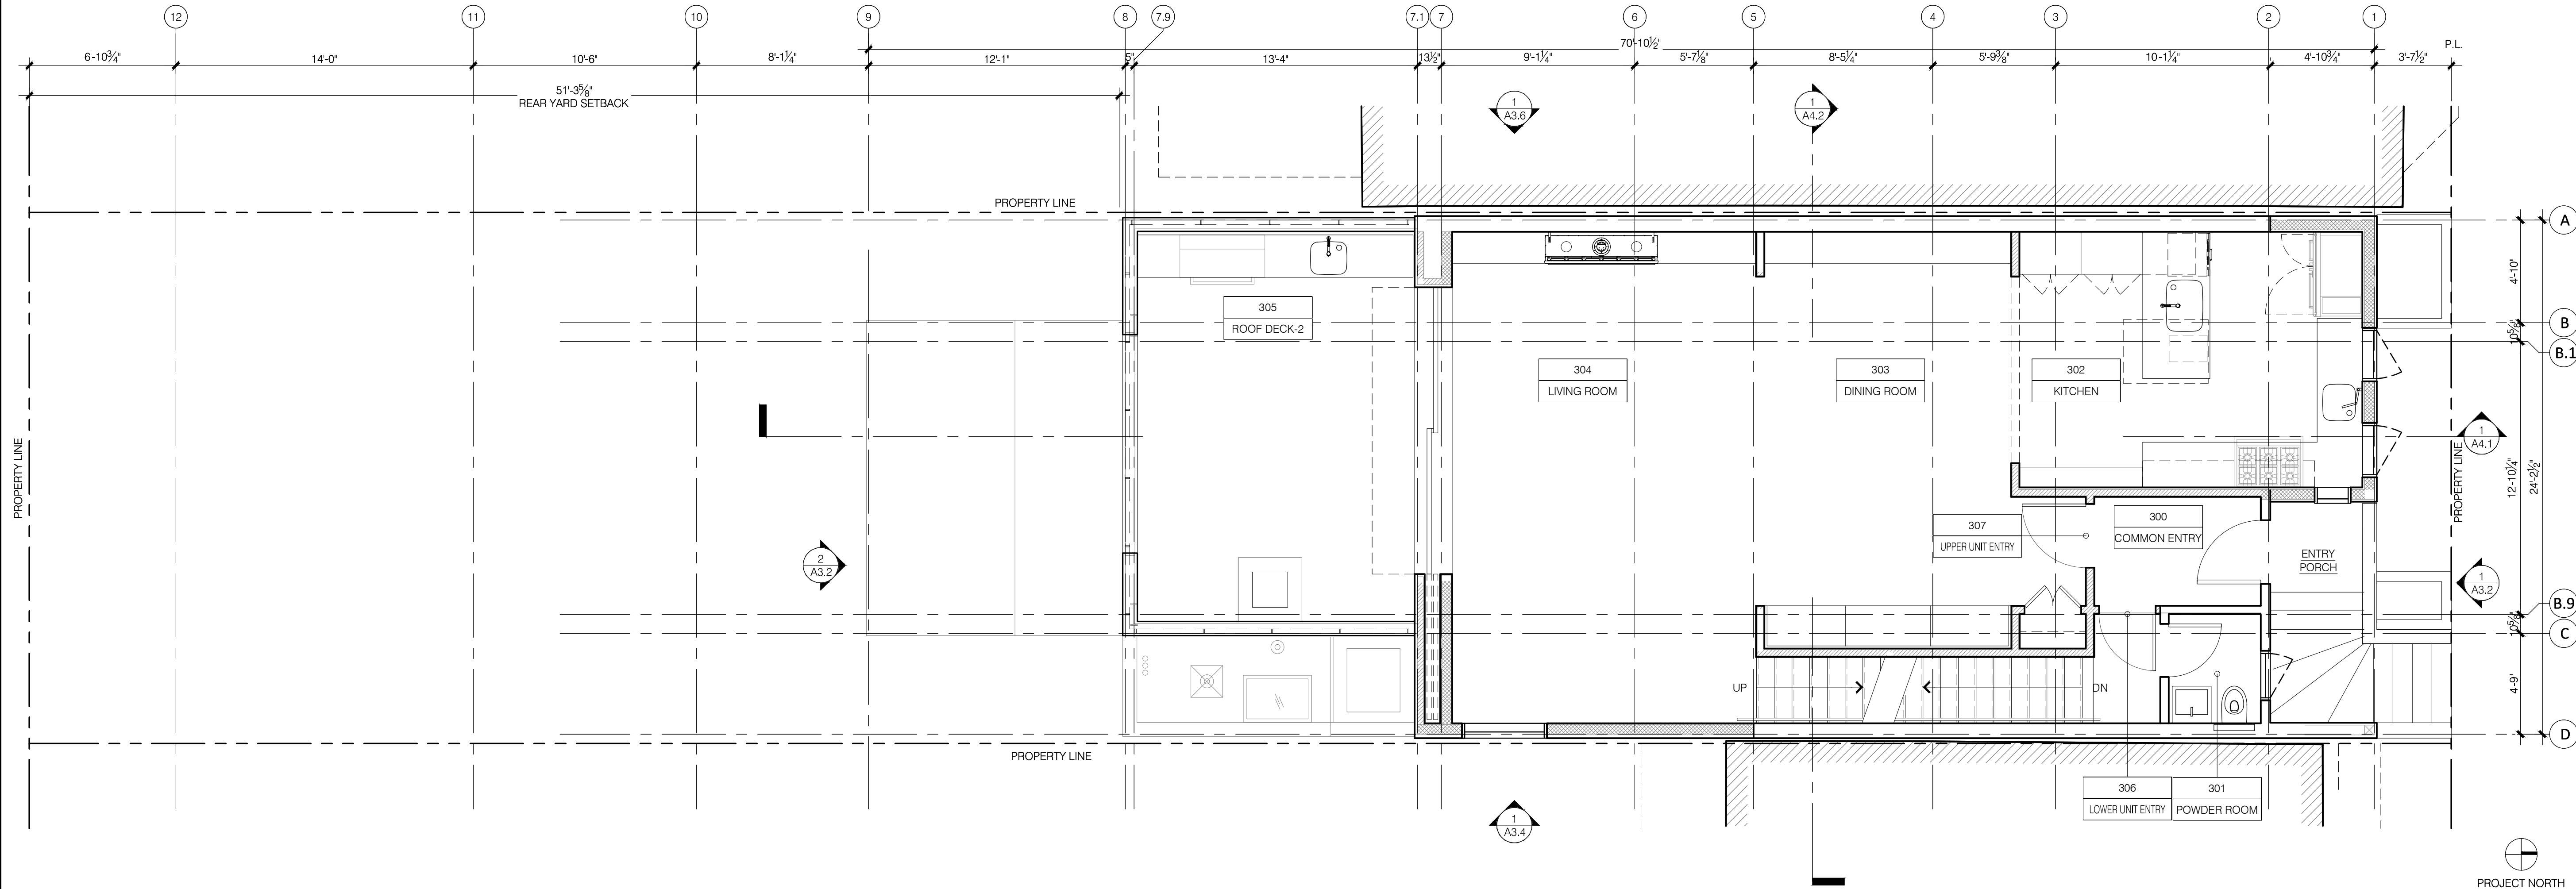 12 11 10 9 8 7.9 7.1 7 6 5 4 3 2 1
70'-10½" P.L.
6'-10¾" 14'-0" 10'-6" 8'-1¼" 12'-1" 5" 13'-4" 13½" 9'-1¼" 5'-7⅞" 8'-5¼" 5'-9⅜" 10'-1¼" 4'-10¾" 3'-7½"
51'-3⅝"
REAR YARD SETBACK
1
A3.6
1
A4.2
PROPERTY LINE
A
4'-10"
305
ROOF DECK-2
B
10⅝"
B.1
304
LIVING ROOM
303
DINING ROOM
302
KITCHEN
PROPERTY LINE
1
A4.1
PROPERTY LINE
12'-10¼"
24'-2½"
307
UPPER UNIT ENTRY
300
COMMON ENTRY
ENTRY
PORCH
2
A3.2
1
A3.2
B.9
10⅝"
C
UP
DN
4'-9"
D
PROPERTY LINE
306
LOWER UNIT ENTRY
301
POWDER ROOM
1
A3.4
PROJECT NORTH